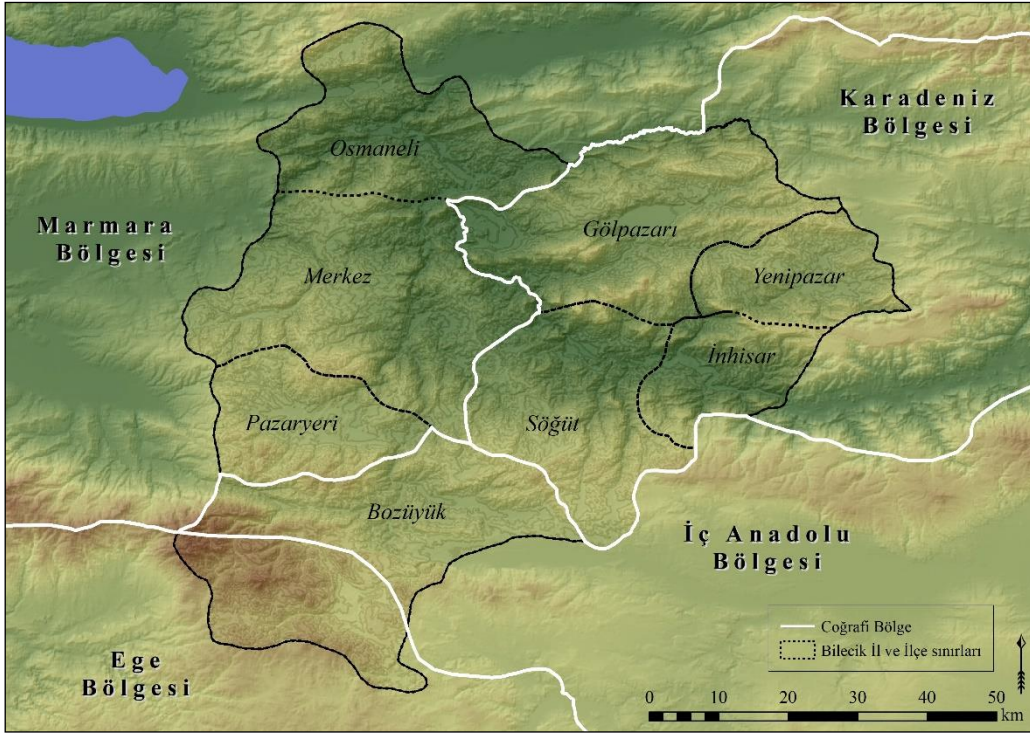 Karadeniz
Bölgesi
Osmaneli
Marmara
Bölgesi
Gölpazarı
Merkez
Yenipazar
İnhisar
Pazaryeri
Söğüt
Bozüyük
İç Anadolu
Bölgesi
Ege
Bölgesi
Coğrafi Bölge
Bilecik İl ve İlçe sınırları
0 10 20 30 40 50
km